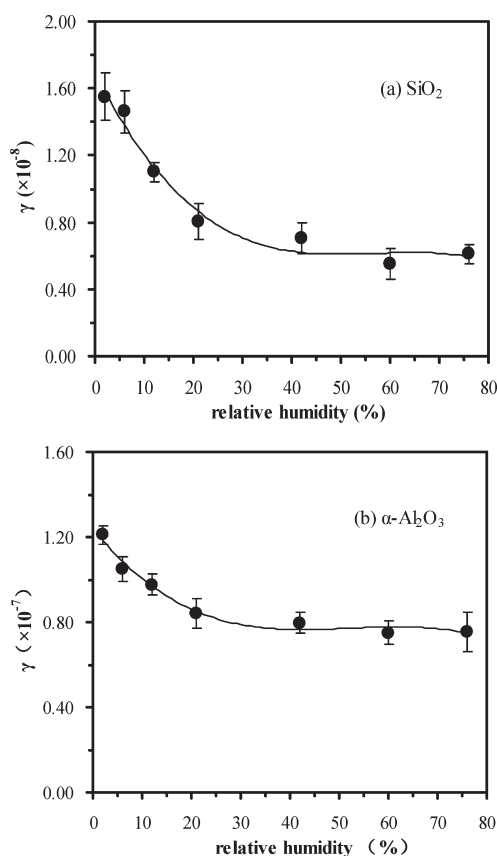 2.00
(a) SiO₂
1.60
1.20
γ (×10⁻⁸)
0.80
0.40
0.00
0 10 20 30 40 50 60 70 80
relative humidity (%)
1.60
(b) α-Al₂O₃
1.20
γ （×10⁻⁷）
0.80
0.40
0.00
0 10 20 30 40 50 60 70 80
relative humidity （%）